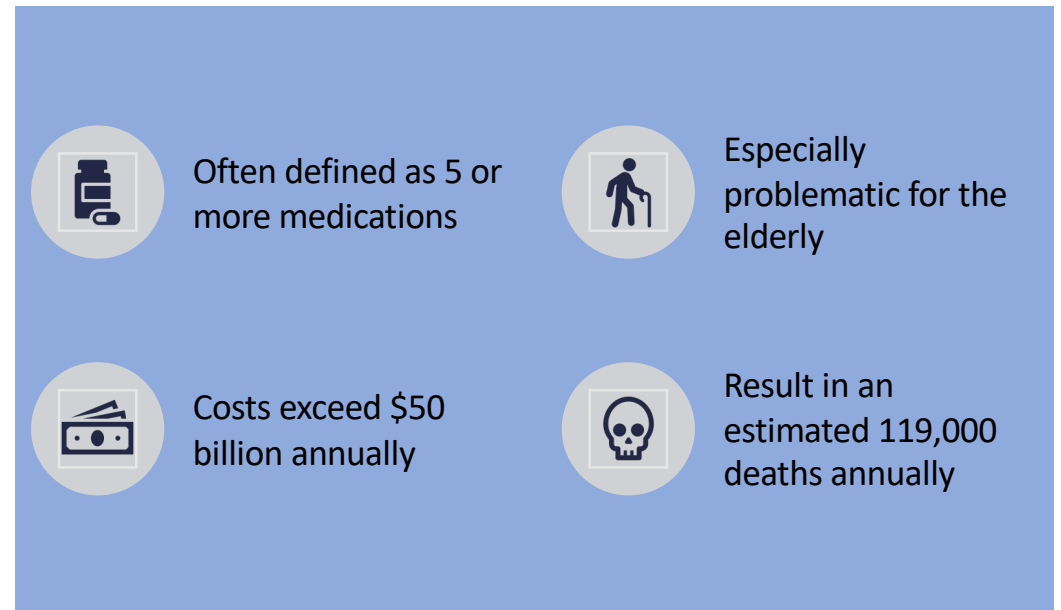 Often defined as 5 or
more medications
Especially
problematic for the
elderly
Costs exceed $50
billion annually
Result in an
estimated 119,000
deaths annually